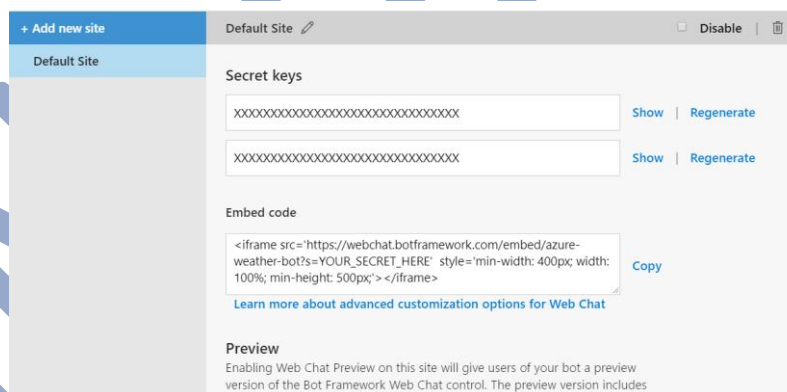 + Add new site
Default Site
Default Site
Disable |
Secret keys
XXXXXXXXXXXXXXXXXXXXXXXXXXXXXXXX
Show | Regenerate
XXXXXXXXXXXXXXXXXXXXXXXXXXXXXXXX
Show | Regenerate
Embed code
<iframe src='https://webchat.botframework.com/embed/azure-
weather-bot?s=YOUR_SECRET_HERE' style='min-width: 400px; width:
100%; min-height: 500px;'></iframe>
Copy
Learn more about advanced customization options for Web Chat
Preview
Enabling Web Chat Preview on this site will give users of your bot a preview
version of the Bot Framework Web Chat control. The preview version includes